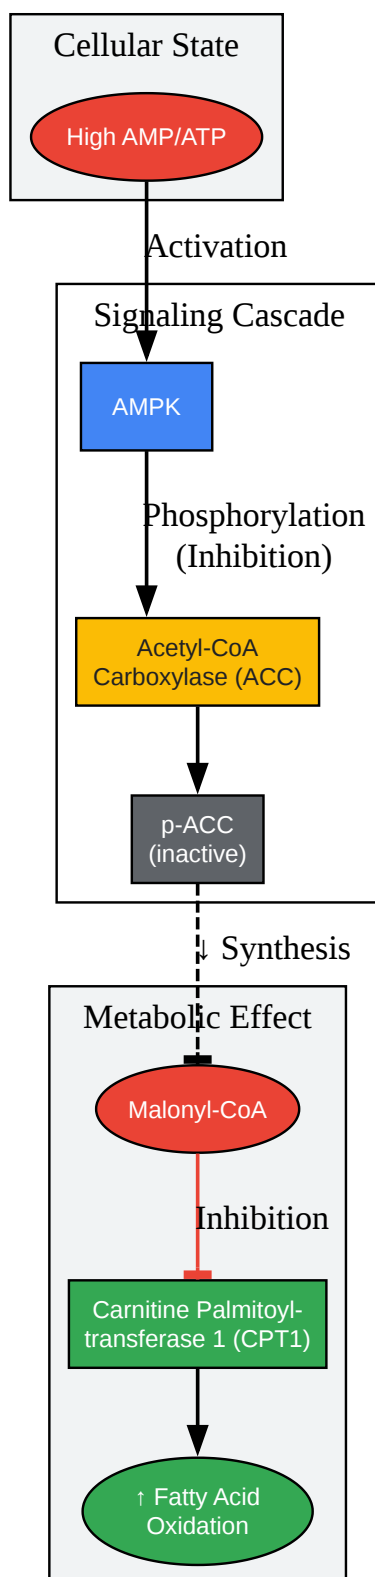 Cellular State
High AMP/ATP
Activation
Signaling Cascade
AMPK
Phosphorylation
(Inhibition)
Acetyl-CoA
Carboxylase (ACC)
p-ACC
(inactive)
↓ Synthesis
Metabolic Effect
Malonyl-CoA
Inhibition
Carnitine Palmitoyl-
transferase 1 (CPT1)
↑ Fatty Acid
Oxidation